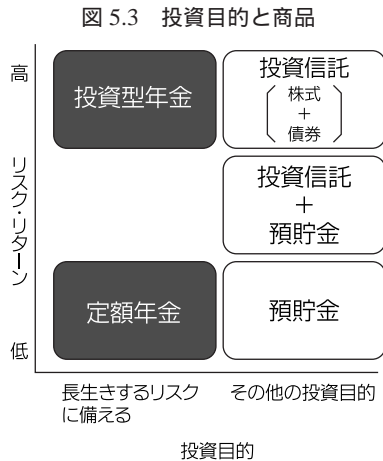 図 5.3　投資目的と商品
高
リスク・リターン
低
投資型年金
投資信託
株式
+
債券
投資信託
+
預貯金
定額年金
預貯金
長生きするリスク
に備える
その他の投資目的
投資目的